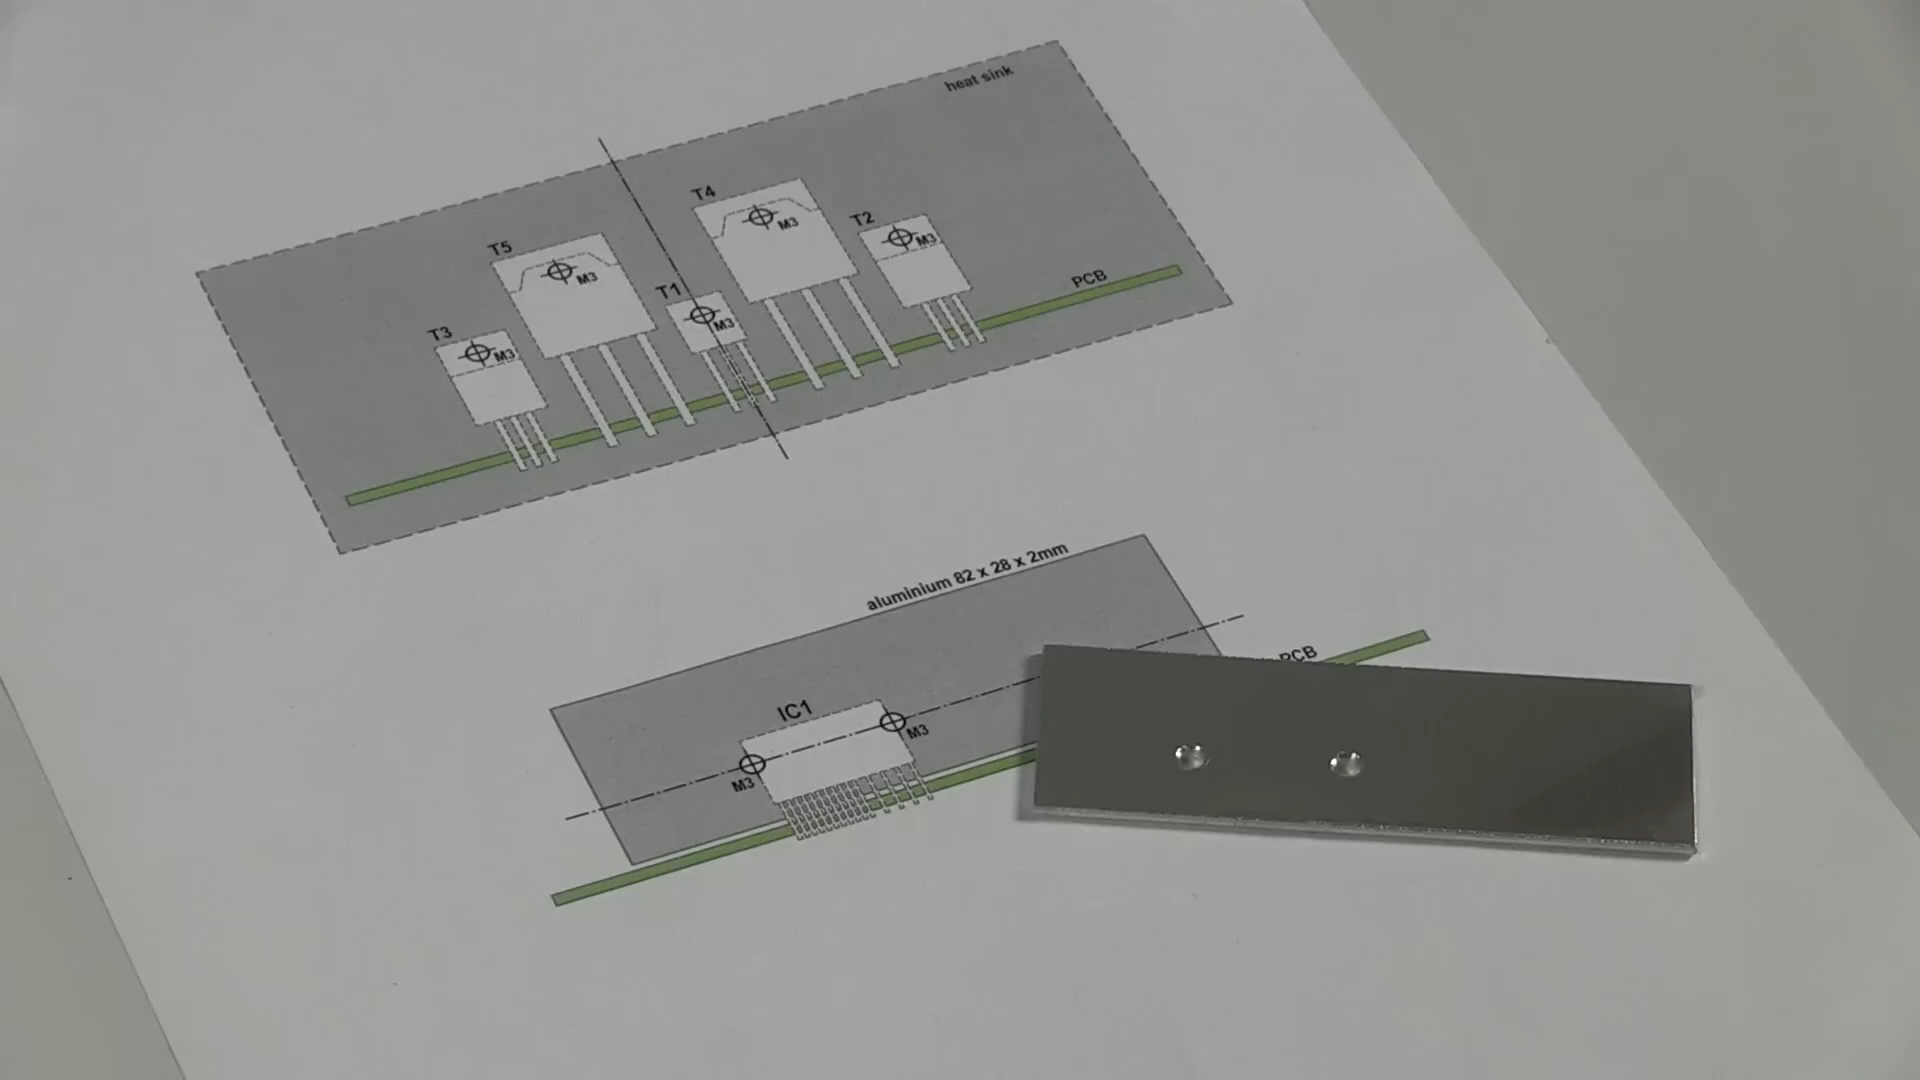 heat sink
T4
M3
T2
M3
T5
M3
T1
M3
PCB
T3
M3
aluminium 82 x 28 x 2mm
PCB
IC1
M3
M3